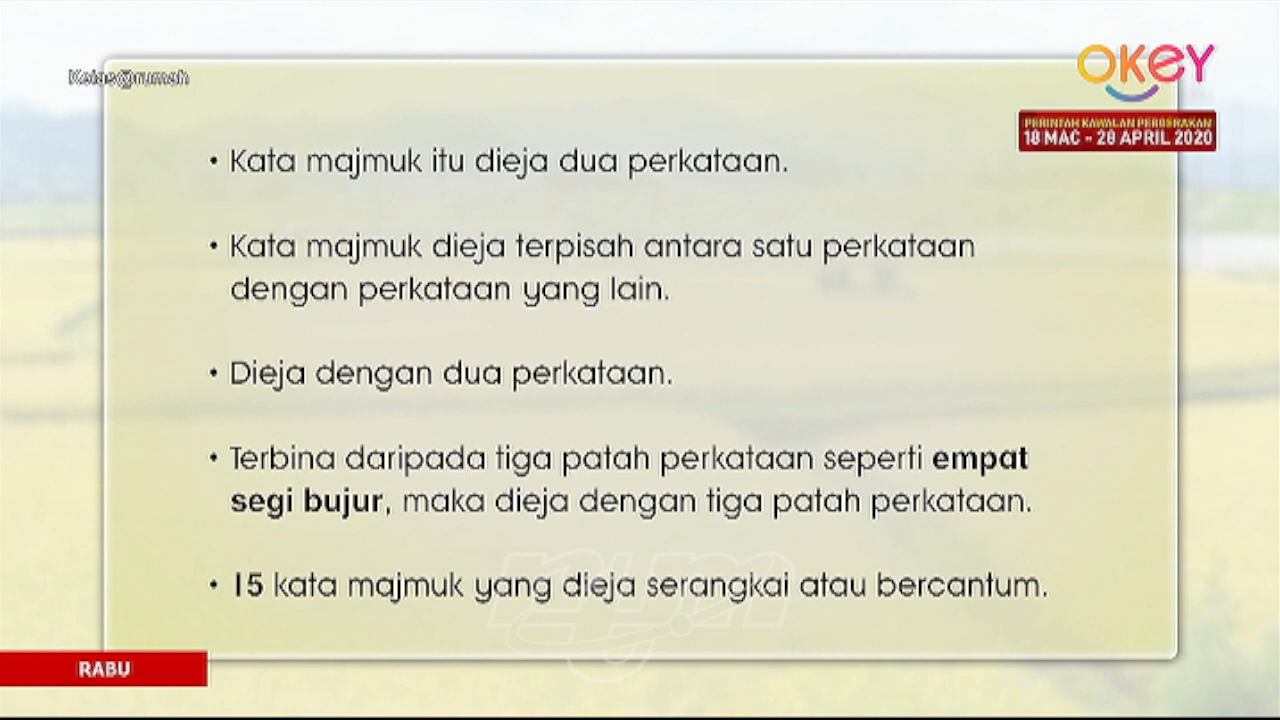 Kelas@rumah
OKEY
PERINTAH KAWALAN PERGERAKAN
18 MAC - 28 APRIL 2020
• Kata majmuk itu dieja dua perkataan.
• Kata majmuk dieja terpisah antara satu perkataan
dengan perkataan yang lain.
• Dieja dengan dua perkataan.
• Terbina daripada tiga patah perkataan seperti empat
segi bujur, maka dieja dengan tiga patah perkataan.
• 15 kata majmuk yang dieja serangkai atau bercantum.
RABU